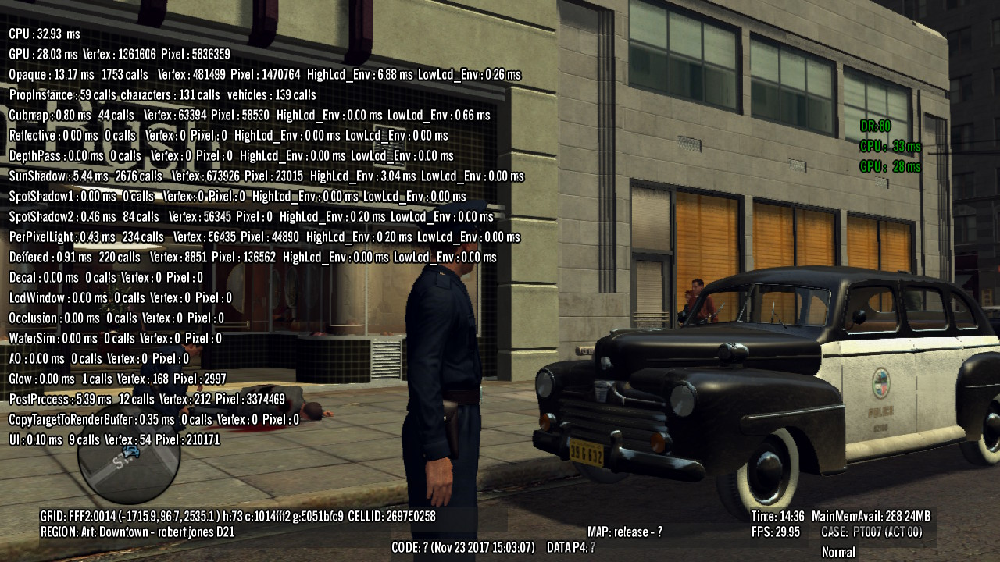 CPU : 32.93 ms
GPU : 28.03 ms Vertex : 1361606 Pixel : 5836359
Opaque : 13.17 ms 1753 calls Vertex : 481499 Pixel : 1470764 HighLcd_Env : 6.88 ms LowLcd_Env : 0.26 ms
PropInstance : 59 calls characters : 131 calls vehicles : 139 calls
Cubmap : 0.80 ms 44 calls Vertex : 63394 Pixel : 58530 HighLcd_Env : 0.00 ms LowLcd_Env : 0.66 ms
Reflective : 0.00 ms 0 calls Vertex : 0 Pixel : 0 HighLcd_Env : 0.00 ms LowLcd_Env : 0.00 ms
DepthPass : 0.00 ms 0 calls Vertex : 0 Pixel : 0 HighLcd_Env : 0.00 ms LowLcd_Env : 0.00 ms
SunShadow : 5.44 ms 2676 calls Vertex : 673926 Pixel : 23015 HighLcd_Env : 3.04 ms LowLcd_Env : 0.00 ms
SpotShadow1 : 0.00 ms 0 calls Vertex : 0 Pixel : 0 HighLcd_Env : 0.00 ms LowLcd_Env : 0.00 ms
SpotShadow2 : 0.46 ms 84 calls Vertex : 56345 Pixel : 0 HighLcd_Env : 0.20 ms LowLcd_Env : 0.00 ms
PerPixelLight : 0.43 ms 234 calls Vertex : 56435 Pixel : 44890 HighLcd_Env : 0.20 ms LowLcd_Env : 0.00 ms
Deffered : 0.91 ms 220 calls Vertex : 8851 Pixel : 136562 HighLcd_Env : 0.00 ms LowLcd_Env : 0.00 ms
Decal : 0.00 ms 0 calls Vertex : 0 Pixel : 0
LcdWindow : 0.00 ms 0 calls Vertex : 0 Pixel : 0
Occlusion : 0.00 ms 0 calls Vertex : 0 Pixel : 0
WaterSim : 0.00 ms 0 calls Vertex : 0 Pixel : 0
AO : 0.00 ms 0 calls Vertex : 0 Pixel : 0
Glow : 0.00 ms 1 calls Vertex : 168 Pixel : 2997
PostProcess : 5.39 ms 12 calls Vertex : 212 Pixel : 3374469
CopyTargetToRenderBuffer : 0.35 ms 0 calls Vertex : 0 Pixel : 0
UI : 0.10 ms 9 calls Vertex : 54 Pixel : 210171
DR: 80
CPU : 33 ms
GPU : 28 ms
POLICE
39 G 632
GRID: FFF2:0014 (-1715.9, 96.7, 2535.1 ) h:73 c:1014fff2 g:5051bfc9 CELLID: 269750258
REGION: Art: Downtown - robert.jones D21
MAP: release - ?
Time: 14:36 MainMemAvail: 288.24MB
FPS: 29.95 CASE: PT007 (ACT 00)
CODE: ? (Nov 23 2017 15:03:07) DATA P4: ?
Normal